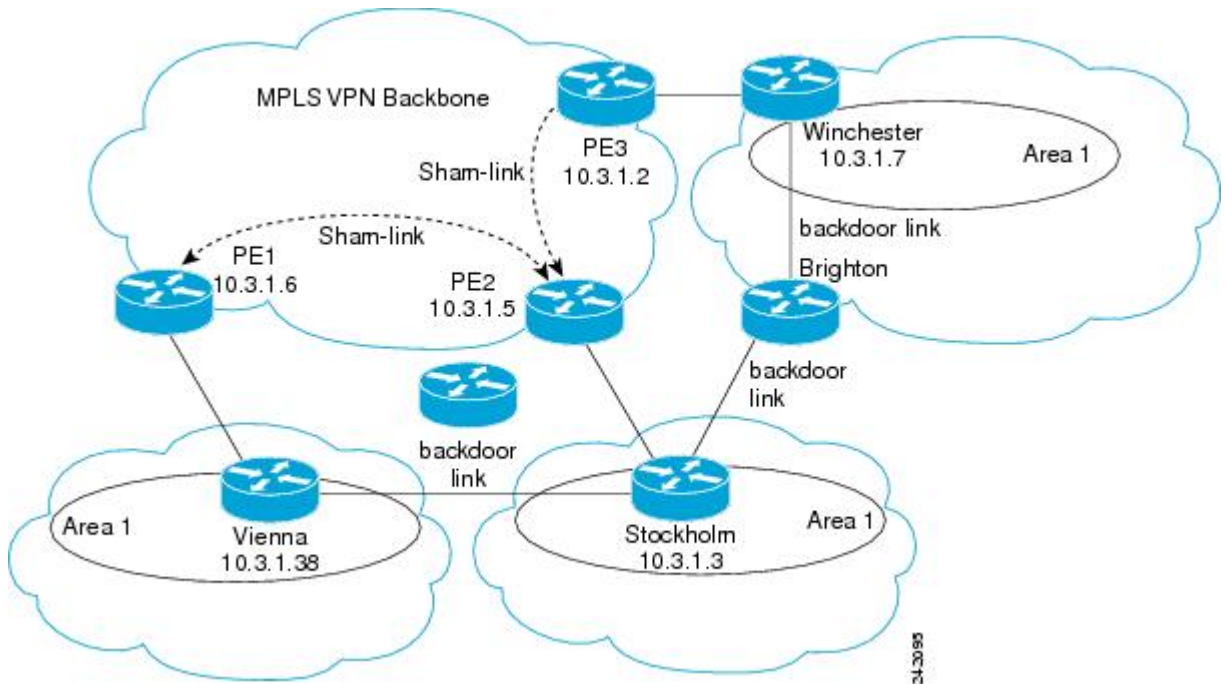 MPLS VPN Backbone
PE3
10.3.1.2
Winchester
10.3.1.7
Area 1
Sham-link
Sham-link
backdoor link
PE1
10.3.1.6
PE2
10.3.1.5
Brighton
backdoor
link
backdoor
link
Area 1
Vienna
10.3.1.38
Stockholm
10.3.1.3
Area 1
242095